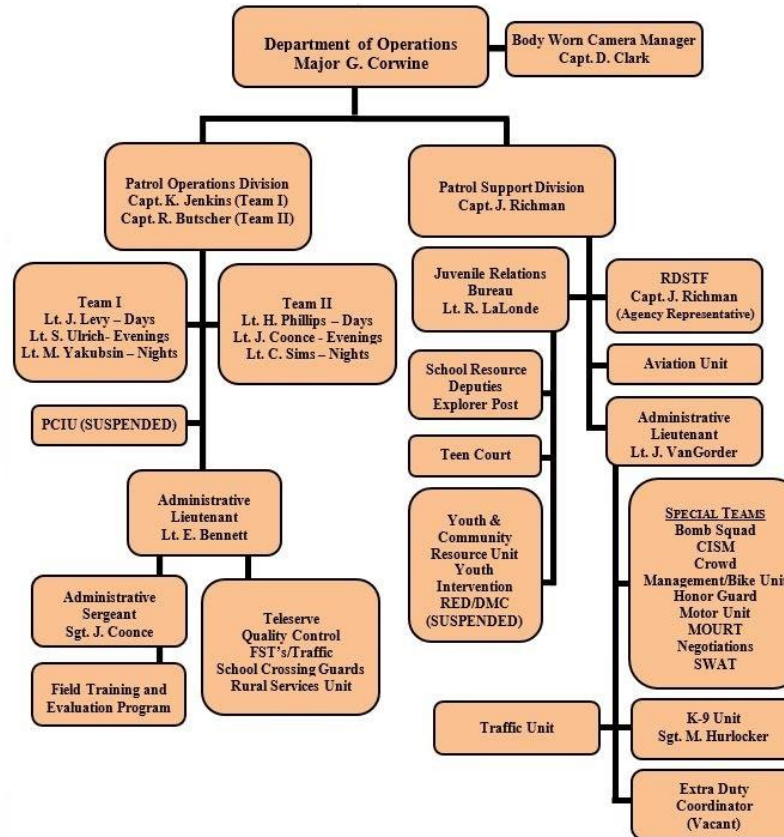 Department of Operations
Major G. Corwine
Body Worn Camera Manager
Capt. D. Clark
Patrol Operations Division
Capt. K. Jenkins (Team I)
Capt. R. Butscher (Team II)
Patrol Support Division
Capt. J. Richman
Team I
Lt. J. Levy – Days
Lt. S. Ulrich- Evenings
Lt. M. Yakubsin – Nights
Team II
Lt. H. Phillips – Days
Lt. J. Coonce - Evenings
Lt. C. Sims – Nights
PCIU (SUSPENDED)
Administrative
Lieutenant
Lt. E. Bennett
Administrative
Sergeant
Sgt. J. Coonce
Field Training and
Evaluation Program
Teleserve
Quality Control
FST's/Traffic
School Crossing Guards
Rural Services Unit
Juvenile Relations
Bureau
Lt. R. LaLonde
School Resource
Deputies
Explorer Post
Teen Court
Youth &
Community
Resource Unit
Youth
Intervention
RED/DMC
(SUSPENDED)
RDSTF
Capt. J. Richman
(Agency Representative)
Aviation Unit
Administrative
Lieutenant
Lt. J. VanGorder
SPECIAL TEAMS
Bomb Squad
CISM
Crowd
Management/Bike Unit
Honor Guard
Motor Unit
MOURT
Negotiations
SWAT
Traffic Unit
K-9 Unit
Sgt. M. Hurlocker
Extra Duty
Coordinator
(Vacant)